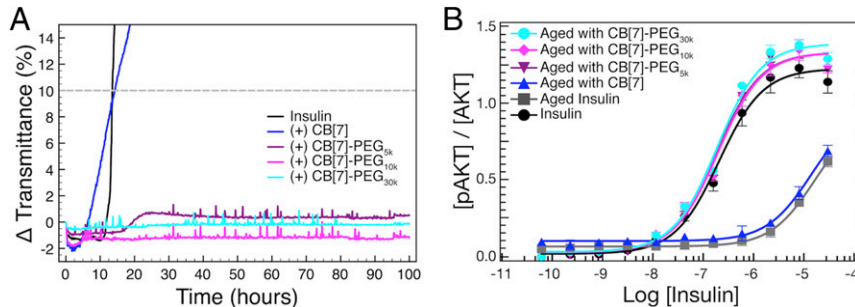 A
Δ Transmittance (%)
14
12
10
8
6
4
2
0
-2
Insulin
(+) CB[7]
(+) CB[7]-PEG5k
(+) CB[7]-PEG10k
(+) CB[7]-PEG30k
0 10 20 30 40 50 60 70 80 90 100
Time (hours)
B
[pAKT] / [AKT]
1.5
1.0
0.5
0.0
Aged with CB[7]-PEG30k
Aged with CB[7]-PEG10k
Aged with CB[7]-PEG5k
Aged with CB[7]
Aged Insulin
Insulin
-11 -10 -9 -8 -7 -6 -5 -4
Log [Insulin]